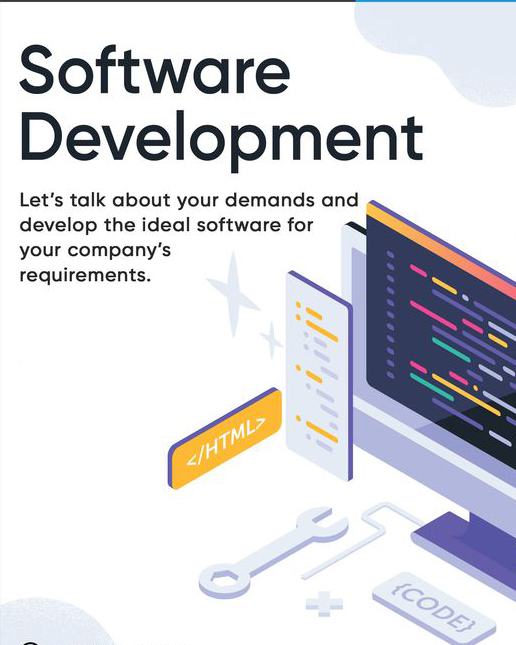 Software
Development
Let's talk about your demands and
develop the ideal software for
your company's
requirements.
</HTML>
{CODE}